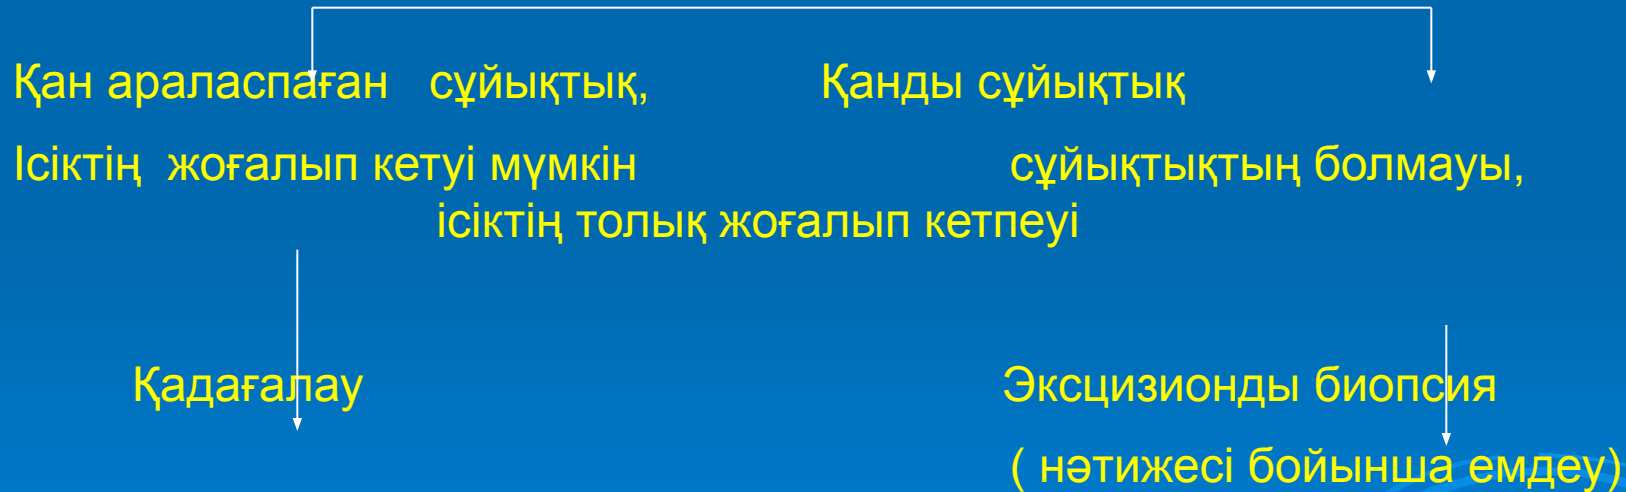 Қан араласпаған сұйықтық, Қанды сұйықтық
Ісіктің жоғалып кетуі мүмкін сұйықтықтың болмауы,
ісіктің толық жоғалып кетпеуі
Қадағалау Эксцизионды биопсия
( нәтижесі бойынша емдеу)